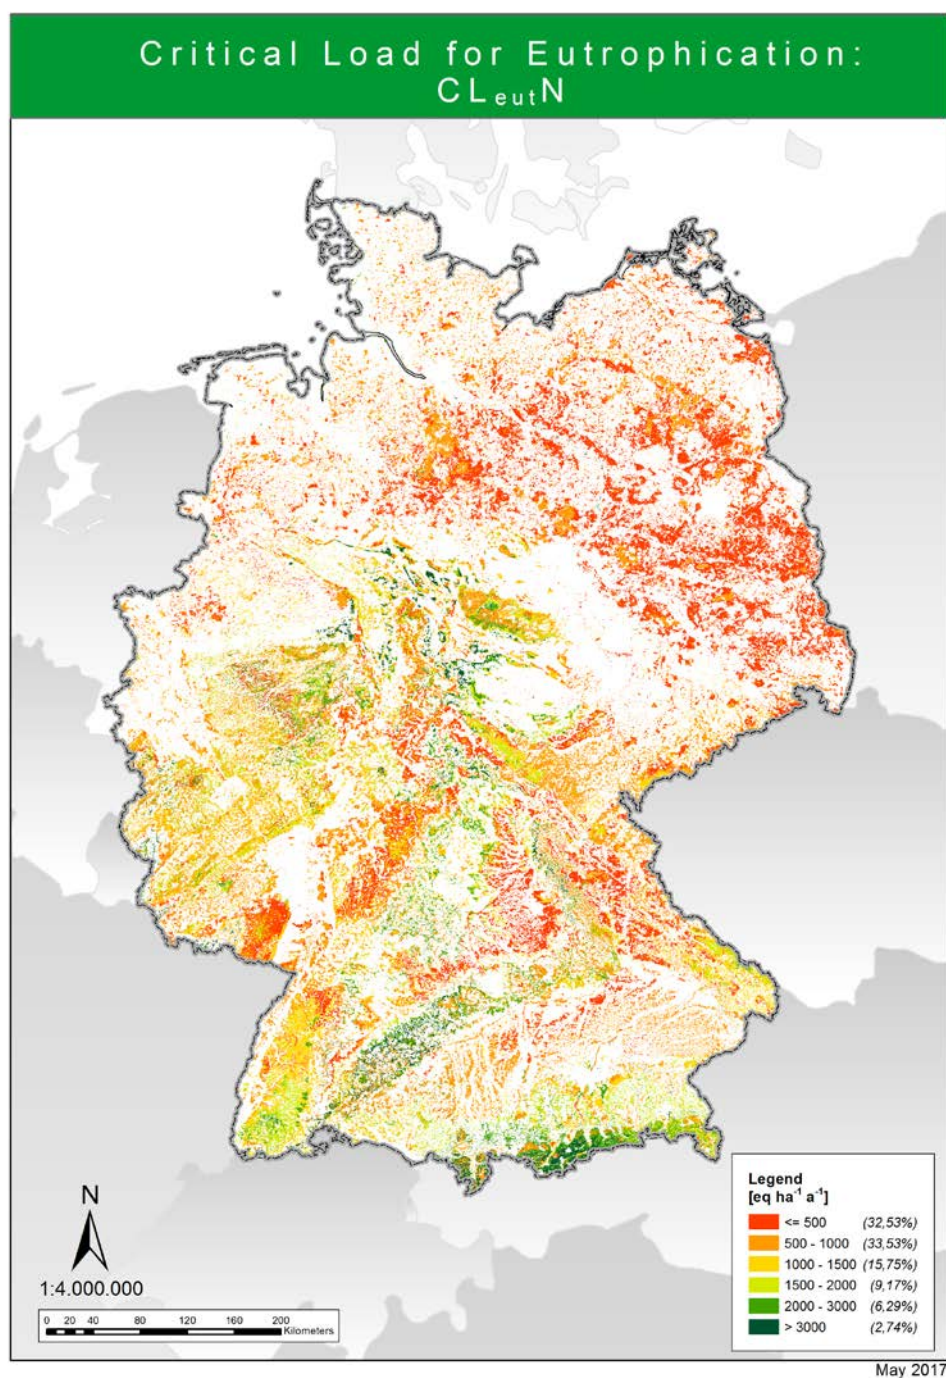 Critical Load for Eutrophication:
CLeutN
N
1:4.000.000
0 20 40 80 120 160 200
Kilometers
Legend
[eq ha-1 a-1]
<= 500 (32,53%)
500 - 1000 (33,53%)
1000 - 1500 (15,75%)
1500 - 2000 (9,17%)
2000 - 3000 (6,29%)
> 3000 (2,74%)
May 2017